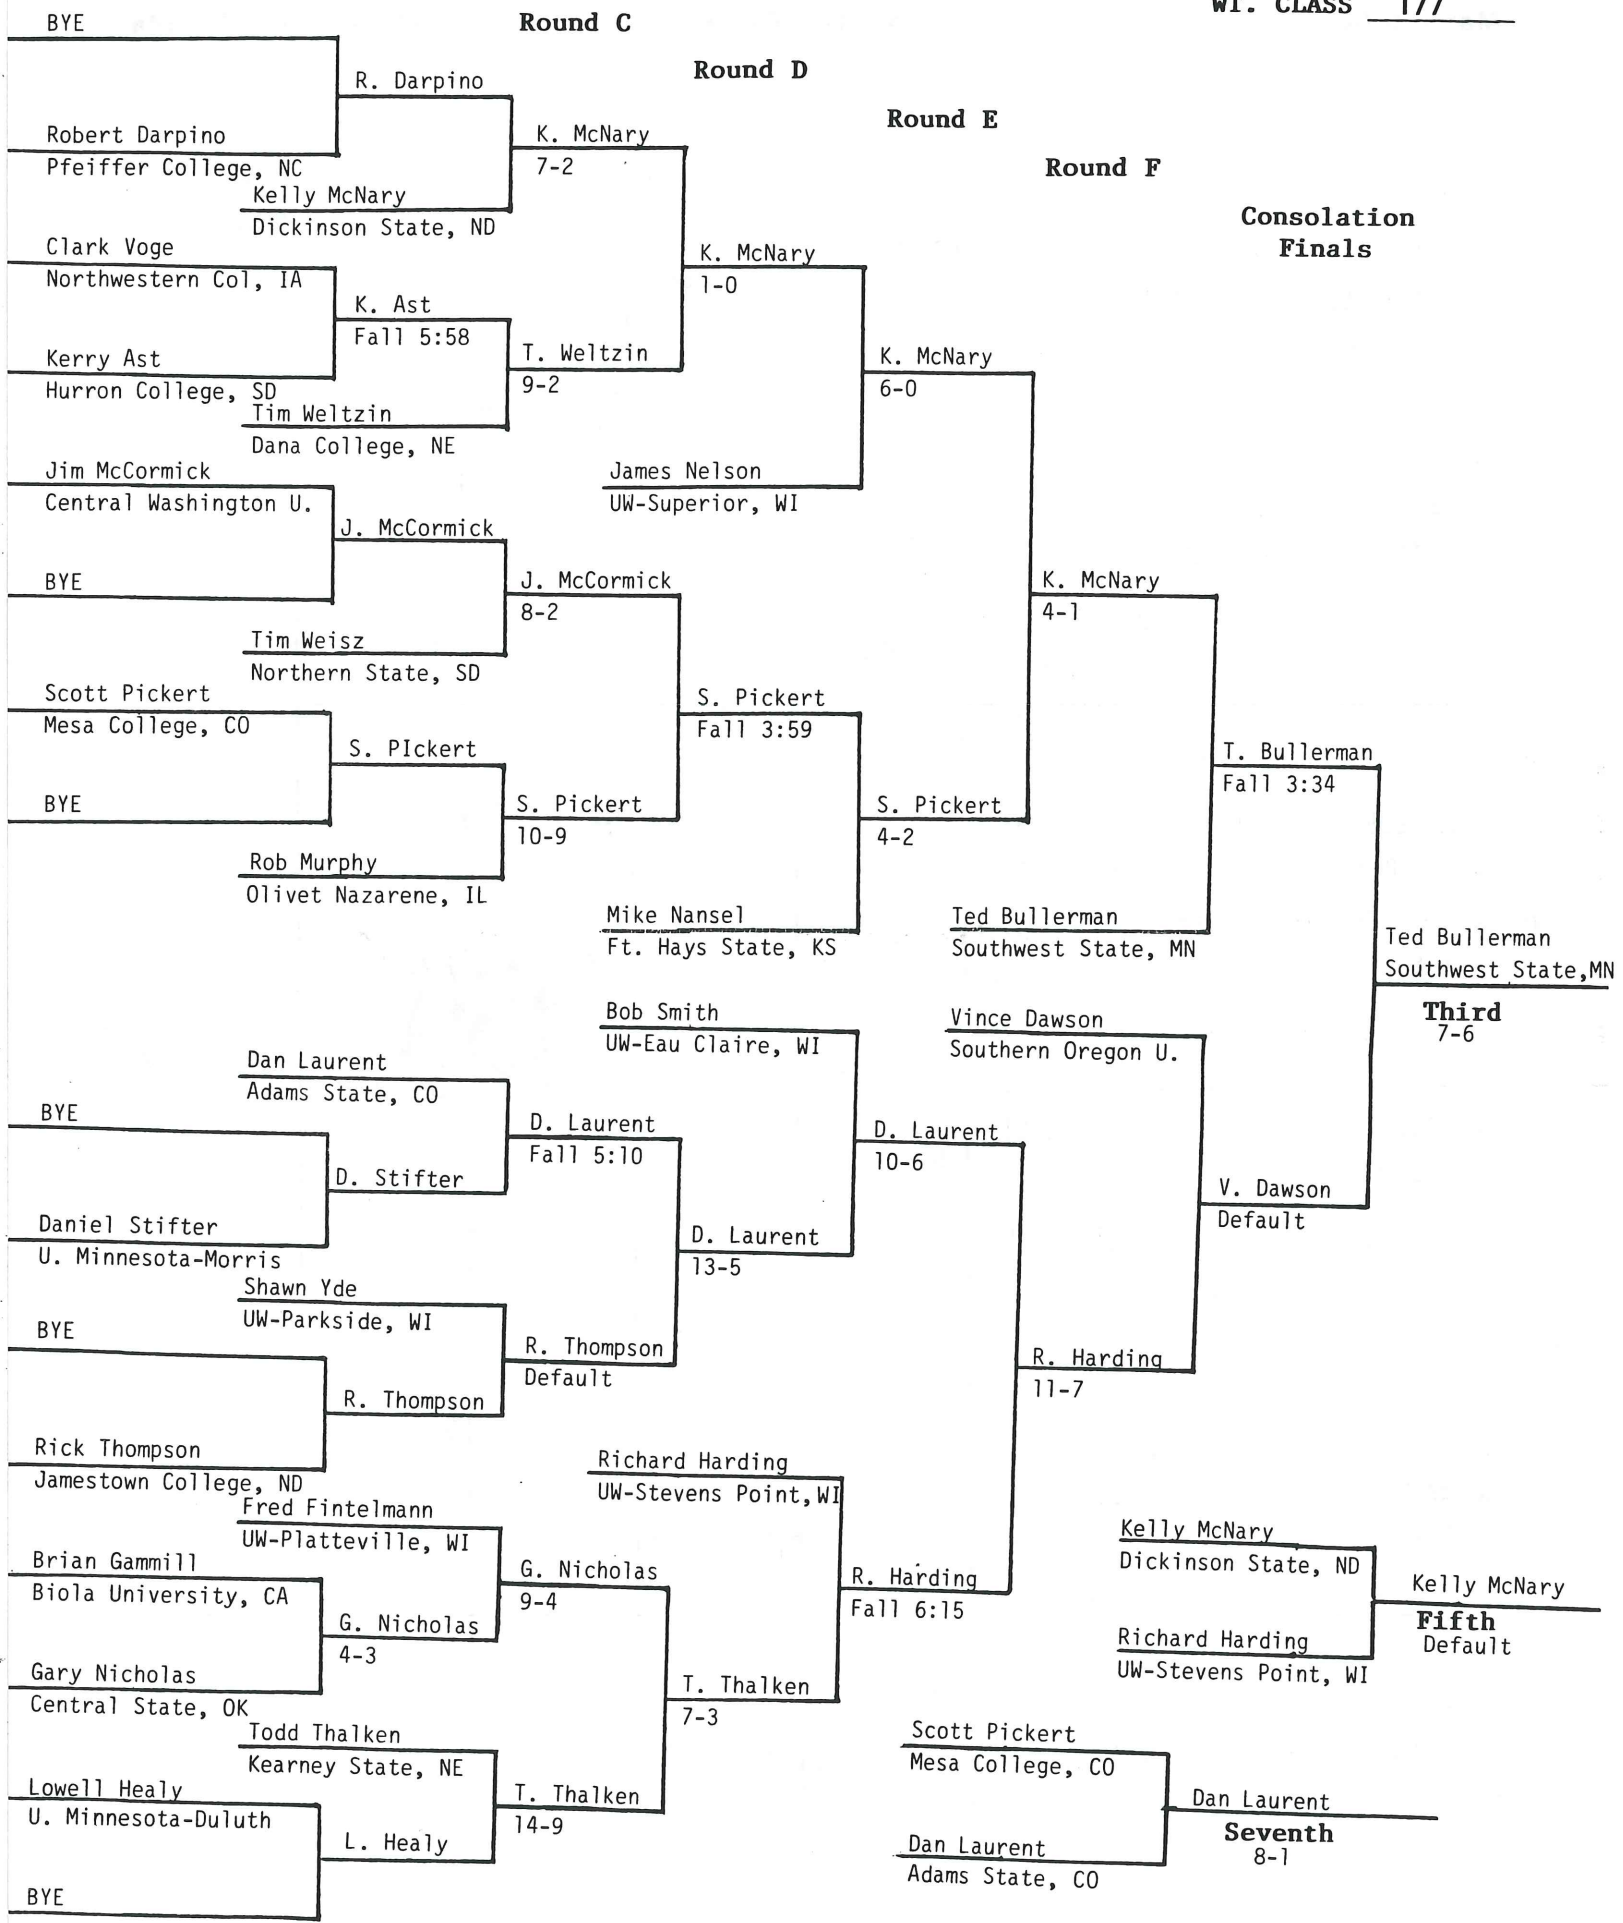 WT. CLASS 177
BYE
Round C
Round D
R. Darpino
Round E
Robert Darpino
K. McNary
Pfeiffer College, NC
7-2
Round F
Kelly McNary
Dickinson State, ND
Consolation
Finals
Clark Voge
Northwestern Col, IA
K. McNary
1-0
K. Ast
Fall 5:58
Kerry Ast
Hurron College, SD
T. Weltzin
9-2
K. McNary
6-0
Tim Weltzin
Dana College, NE
Jim McCormick
Central Washington U.
James Nelson
UW-Superior, WI
J. McCormick
BYE
J. McCormick
8-2
K. McNary
4-1
Tim Weisz
Northern State, SD
Scott Pickert
Mesa College, CO
S. Pickert
Fall 3:59
S. PIckert
T. Bullerman
Fall 3:34
BYE
S. Pickert
10-9
S. Pickert
4-2
Rob Murphy
Olivet Nazarene, IL
Mike Nansel
Ft. Hays State, KS
Ted Bullerman
Southwest State, MN
Ted Bullerman
Southwest State,MN
Third
7-6
Bob Smith
UW-Eau Claire, WI
Vince Dawson
Southern Oregon U.
Dan Laurent
Adams State, CO
BYE
D. Laurent
Fall 5:10
D. Laurent
10-6
D. Stifter
V. Dawson
Default
Daniel Stifter
U. Minnesota-Morris
D. Laurent
13-5
Shawn Yde
UW-Parkside, WI
BYE
R. Thompson
Default
R. Harding
11-7
R. Thompson
Rick Thompson
Jamestown College, ND
Richard Harding
UW-Stevens Point,WI
Fred Fintelmann
UW-Platteville, WI
Kelly McNary
Dickinson State, ND
Brian Gammill
Biola University, CA
G. Nicholas
9-4
R. Harding
Fall 6:15
Kelly McNary
Fifth
Default
G. Nicholas
4-3
Richard Harding
UW-Stevens Point, WI
Gary Nicholas
Central State, OK
T. Thalken
7-3
Todd Thalken
Kearney State, NE
Scott Pickert
Mesa College, CO
Lowell Healy
U. Minnesota-Duluth
T. Thalken
14-9
Dan Laurent
Seventh
8-1
L. Healy
Dan Laurent
Adams State, CO
BYE